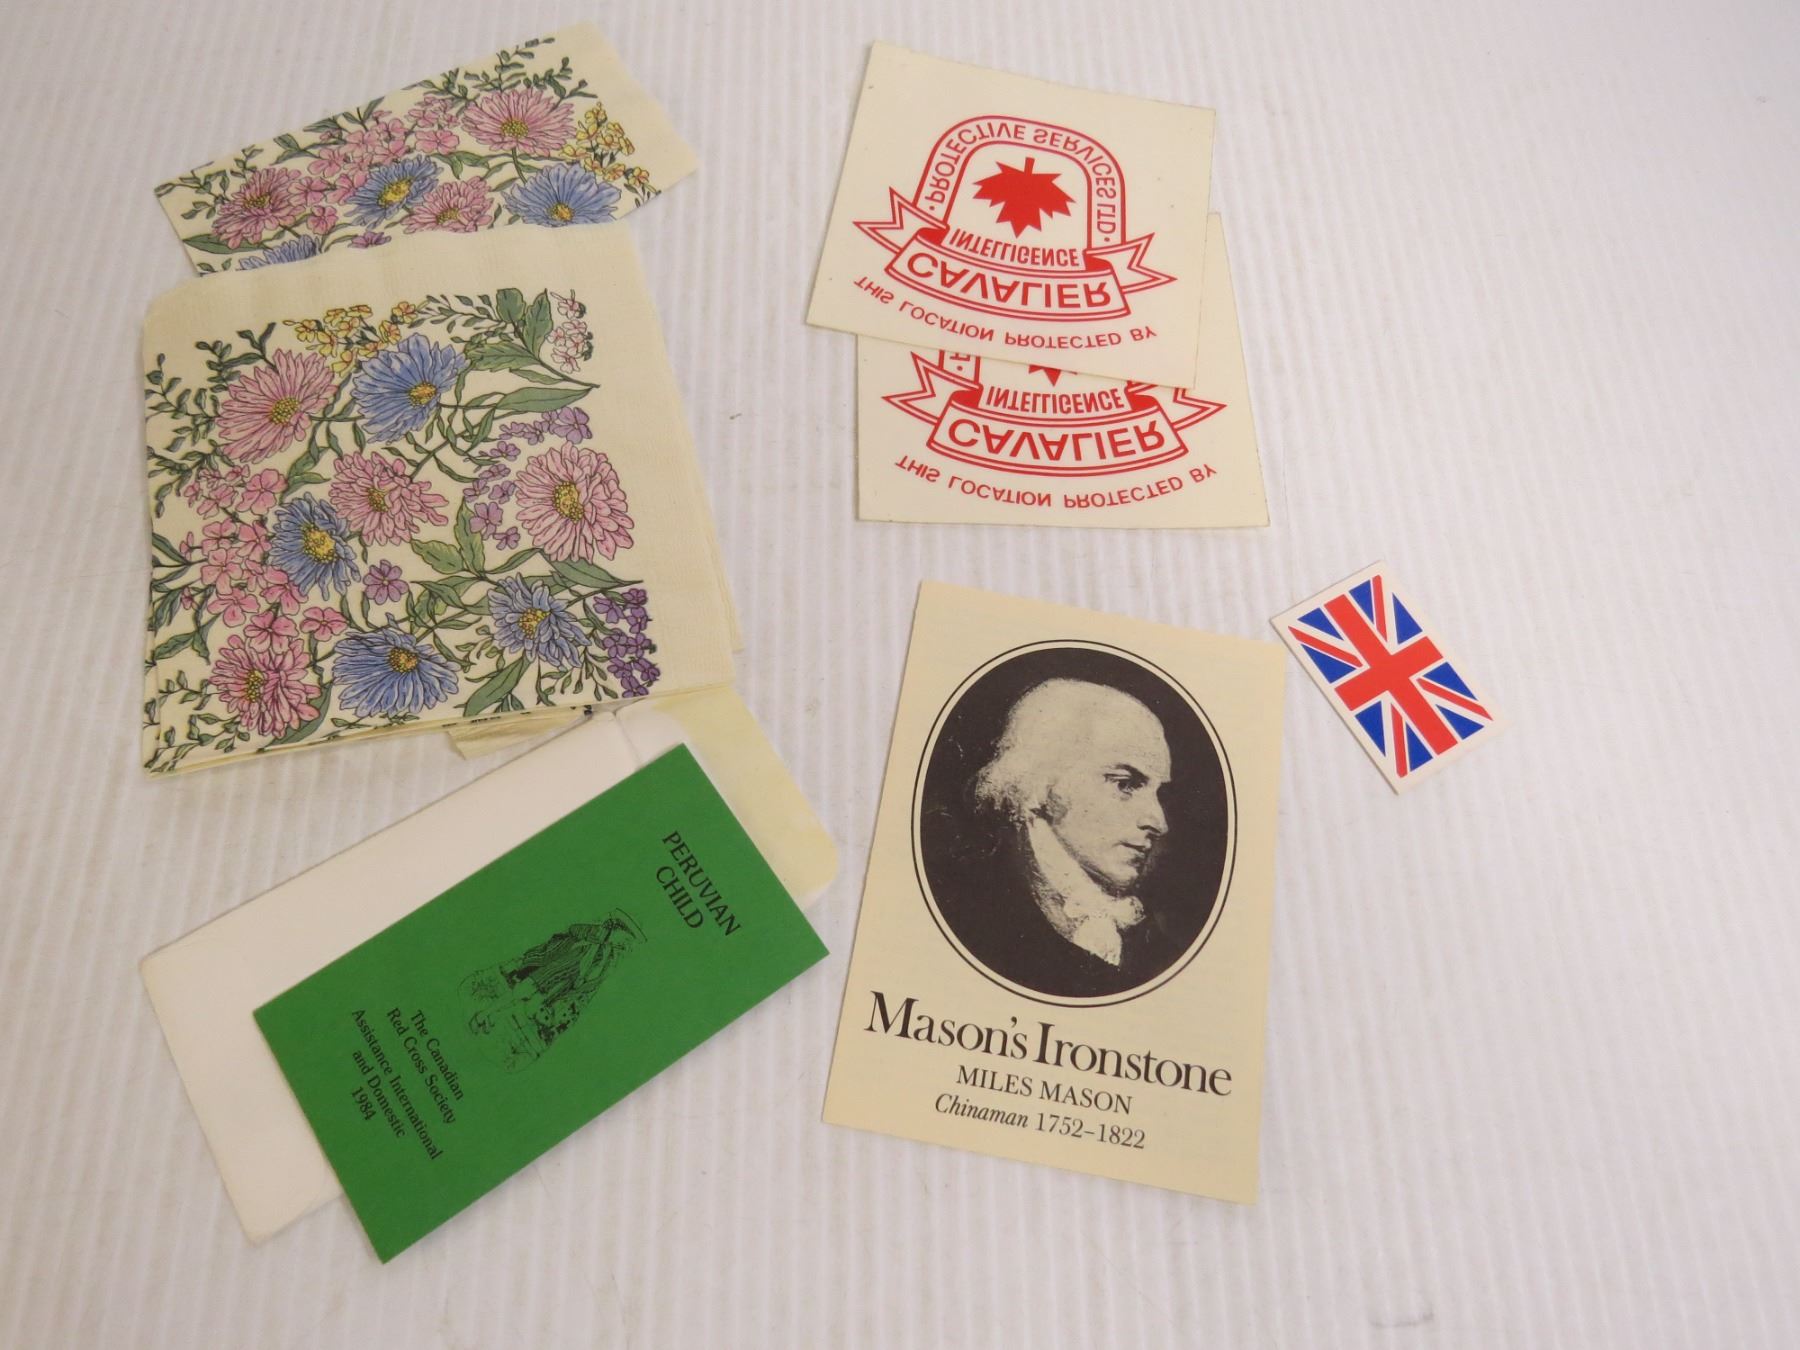 PROTECTIVE SERVICES LTD.
INTELLIGENCE
CAVALIER
THIS LOCATION PROTECTED BY
INTELLIGENCE
CAVALIER
THIS LOCATION PROTECTED BY
PERUVIAN
CHILD
The Canadian
Red Cross Society
Assistance International
and Domestic
1984
Mason's Ironstone
MILES MASON
Chinaman 1752-1822